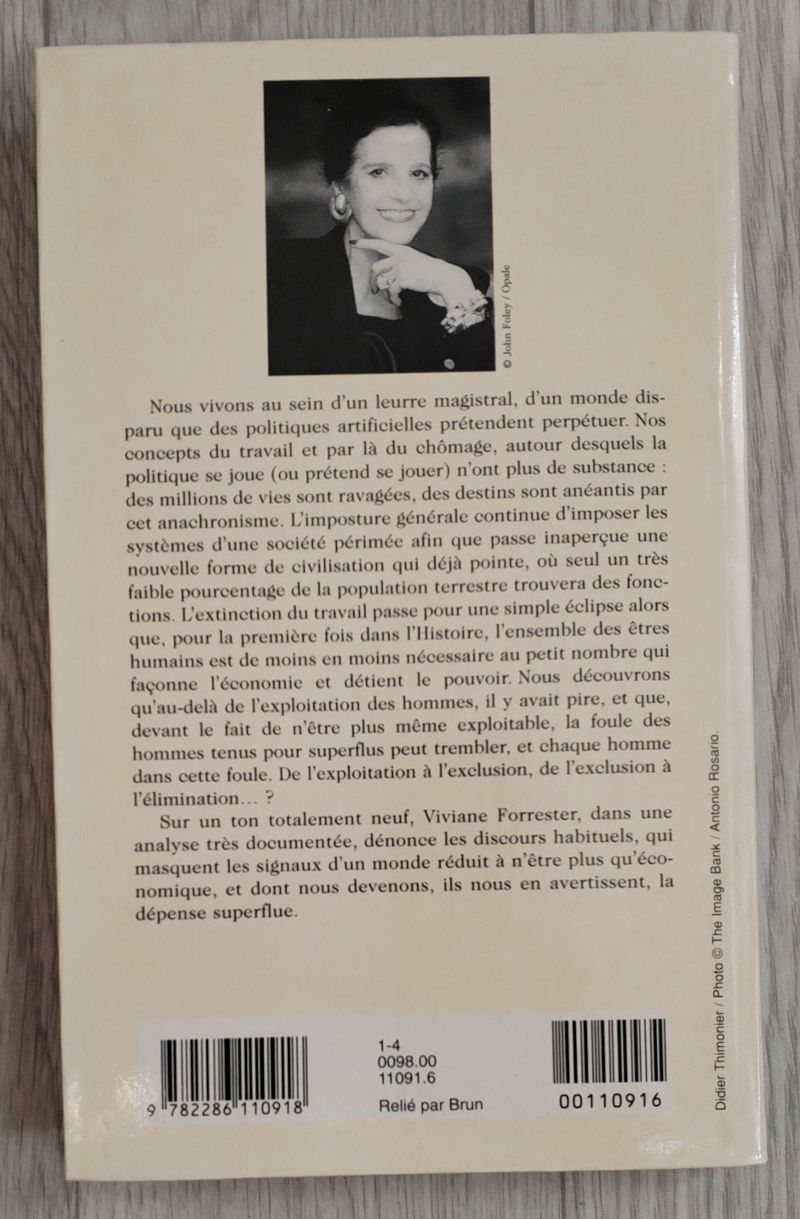 © John Foley / Opale
Nous vivons au sein d'un leurre magistral, d'un monde dis-
paru que des politiques artificielles prétendent perpétuer. Nos
concepts du travail et par là du chômage, autour desquels la
politique se joue (ou prétend se jouer) n'ont plus de substance :
des millions de vies sont ravagées, des destins sont anéantis par
cet anachronisme. L'imposture générale continue d'imposer les
systèmes d'une société périmée afin que passe inaperçue une
nouvelle forme de civilisation qui déjà pointe, où seul un très
faible pourcentage de la population terrestre trouvera des fonc-
tions. L'extinction du travail passe pour une simple éclipse alors
que, pour la première fois dans l'Histoire, l'ensemble des êtres
humains est de moins en moins nécessaire au petit nombre qui
façonne l'économie et détient le pouvoir. Nous découvrons
qu'au-delà de l'exploitation des hommes, il y avait pire, et que,
devant le fait de n'être plus même exploitable, la foule des
hommes tenus pour superflus peut trembler, et chaque homme
dans cette foule. De l'exploitation à l'exclusion, de l'exclusion à
l'élimination... ?
Sur un ton totalement neuf, Viviane Forrester, dans une
analyse très documentée, dénonce les discours habituels, qui
masquent les signaux d'un monde réduit à n'être plus qu'éco-
nomique, et dont nous devenons, ils nous en avertissent, la
dépense superflue.
Didier Thimonier / Photo © The Image Bank / Antonio Rosario.
9 782286 110918
1-4
0098.00
11091.6
Relié par Brun
00110916